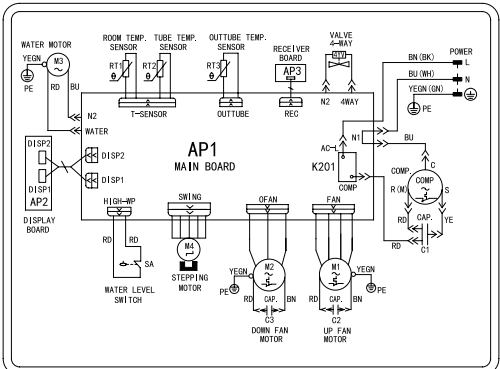 ROOM TEMP. SENSOR
TUBE TEMP. SENSOR
OUTTUBE TEMP. SENSOR
RECEIVER BOARD
VALVE 4-WAY
POWER
WATER MOTOR
YEGN
M3
PE
RD
BU
RT1
RT2
RT3
θ
θ
θ
AP3
4YV
BN(BK)
L
BU(WH)
N
YEGN(GN)
PE
T-SENSOR
OUTTUBE
REC
N2
4WAY
N2
WATER
AP1
MAIN BOARD
AC-L
N1
BU
K201
COMP
DISP2
DISP1
AP2
DISPLAY BOARD
DISP2
DISP1
COMP.
C
COMP
R(M)
S
RD
CAP.
YE
C1
RD
HIGH-WP
SWING
OFAN
FAN
RD
RD
SA
WATER LEVEL SWITCH
M4
STEPPING MOTOR
YEGN
M2
PE
RD
CAP.
BN
C3
DOWN FAN MOTOR
M1
YEGN
PE
RD
CAP.
BN
C2
UP FAN MOTOR